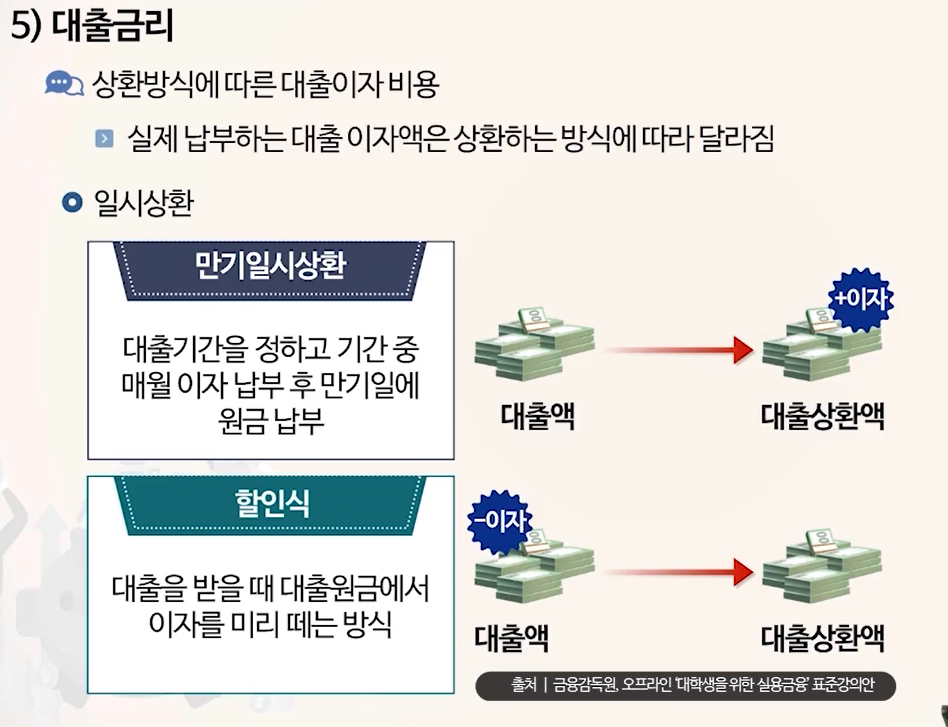 5) 대출금리
상환방식에 따른 대출이자 비용
실제 납부하는 대출 이자액은 상환하는 방식에 따라 달라짐
일시상환
만기일시상환
대출기간을 정하고 기간 중
매월 이자 납부 후 만기일에
원금 납부
대출액
+이자
대출상환액
할인식
대출을 받을 때 대출원금에서
이자를 미리 떼는 방식
-이자
대출액
대출상환액
출처 | 금융감독원, 오프라인 '대학생을 위한 실용금융' 표준강의안